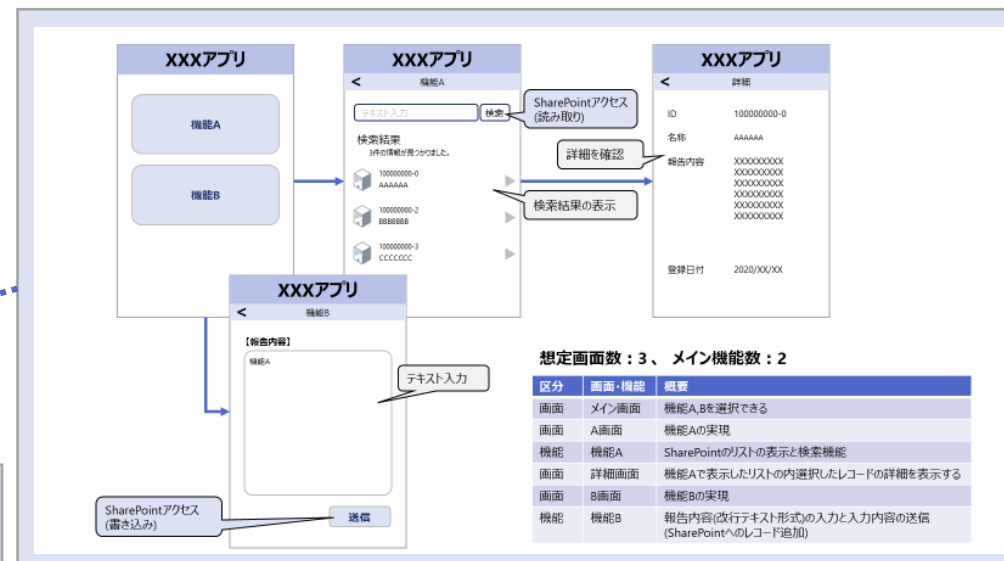 XXXアプリ
機能A
機能B
XXXアプリ
<
機能A
テキスト入力
検索
検索結果
3件の情報が見つかりました。
100000000-0
AAAAAA
100000000-2
BBBBBBB
100000000-3
CCCCCCC
SharePointアクセス
(読み取り)
詳細を確認
検索結果の表示
XXXアプリ
<
詳細
ID 100000000-0
名称 AAAAAA
報告内容 XXXXXXXXX
XXXXXXXXX
XXXXXXXXX
XXXXXXXXX
XXXXXXXXX
XXXXXXXXX
登録日付 2020/XX/XX
XXXアプリ
<
機能B
【報告内容】
機能A
テキスト入力
SharePointアクセス
(書き込み)
送信
想定画面数:3、 メイン機能数:2
区分 画面・機能 概要
画面 メイン画面 機能A,Bを選択できる
画面 A画面 機能Aの実現
機能 機能A SharePointのリストの表示と検索機能
画面 詳細画面 機能Aで表示したリストの内選択したレコードの詳細を表示する
画面 B画面 機能Bの実現
機能 機能B 報告内容(改行テキスト形式)の入力と入力内容の送信
(SharePointへのレコード追加)